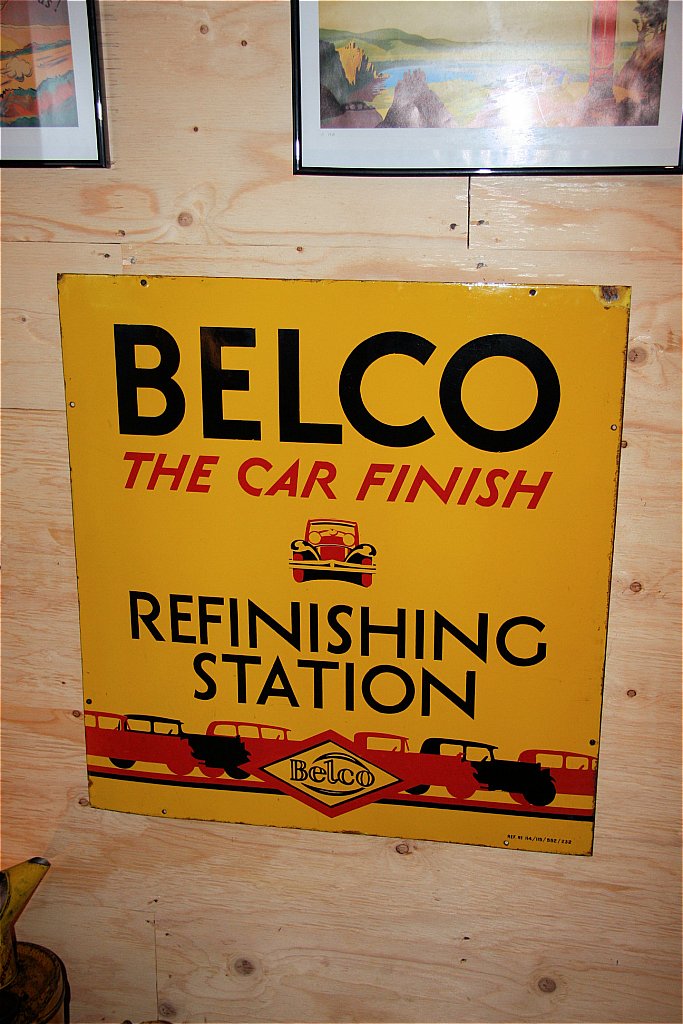 BELCO
THE CAR FINISH
REFINISHING
STATION
Belco